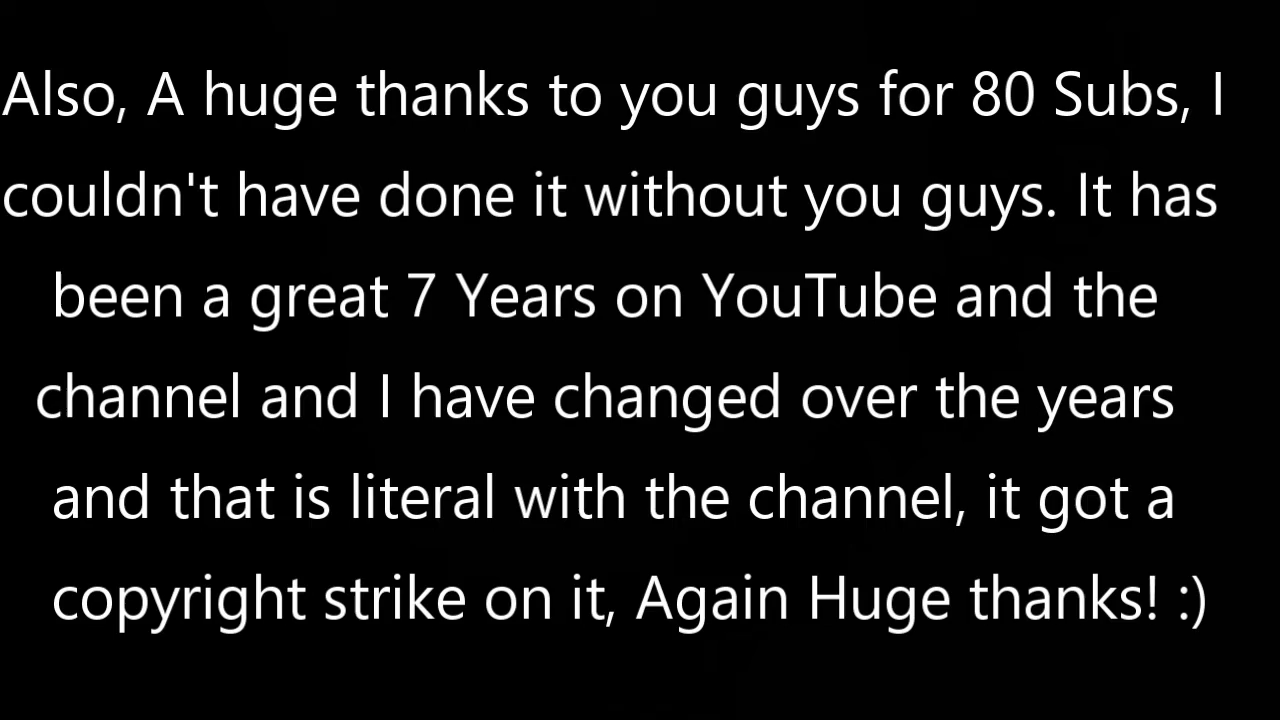 Also, A huge thanks to you guys for 80 Subs, I
couldn't have done it without you guys. It has
been a great 7 Years on YouTube and the
channel and I have changed over the years
and that is literal with the channel, it got a
copyright strike on it, Again Huge thanks! :)